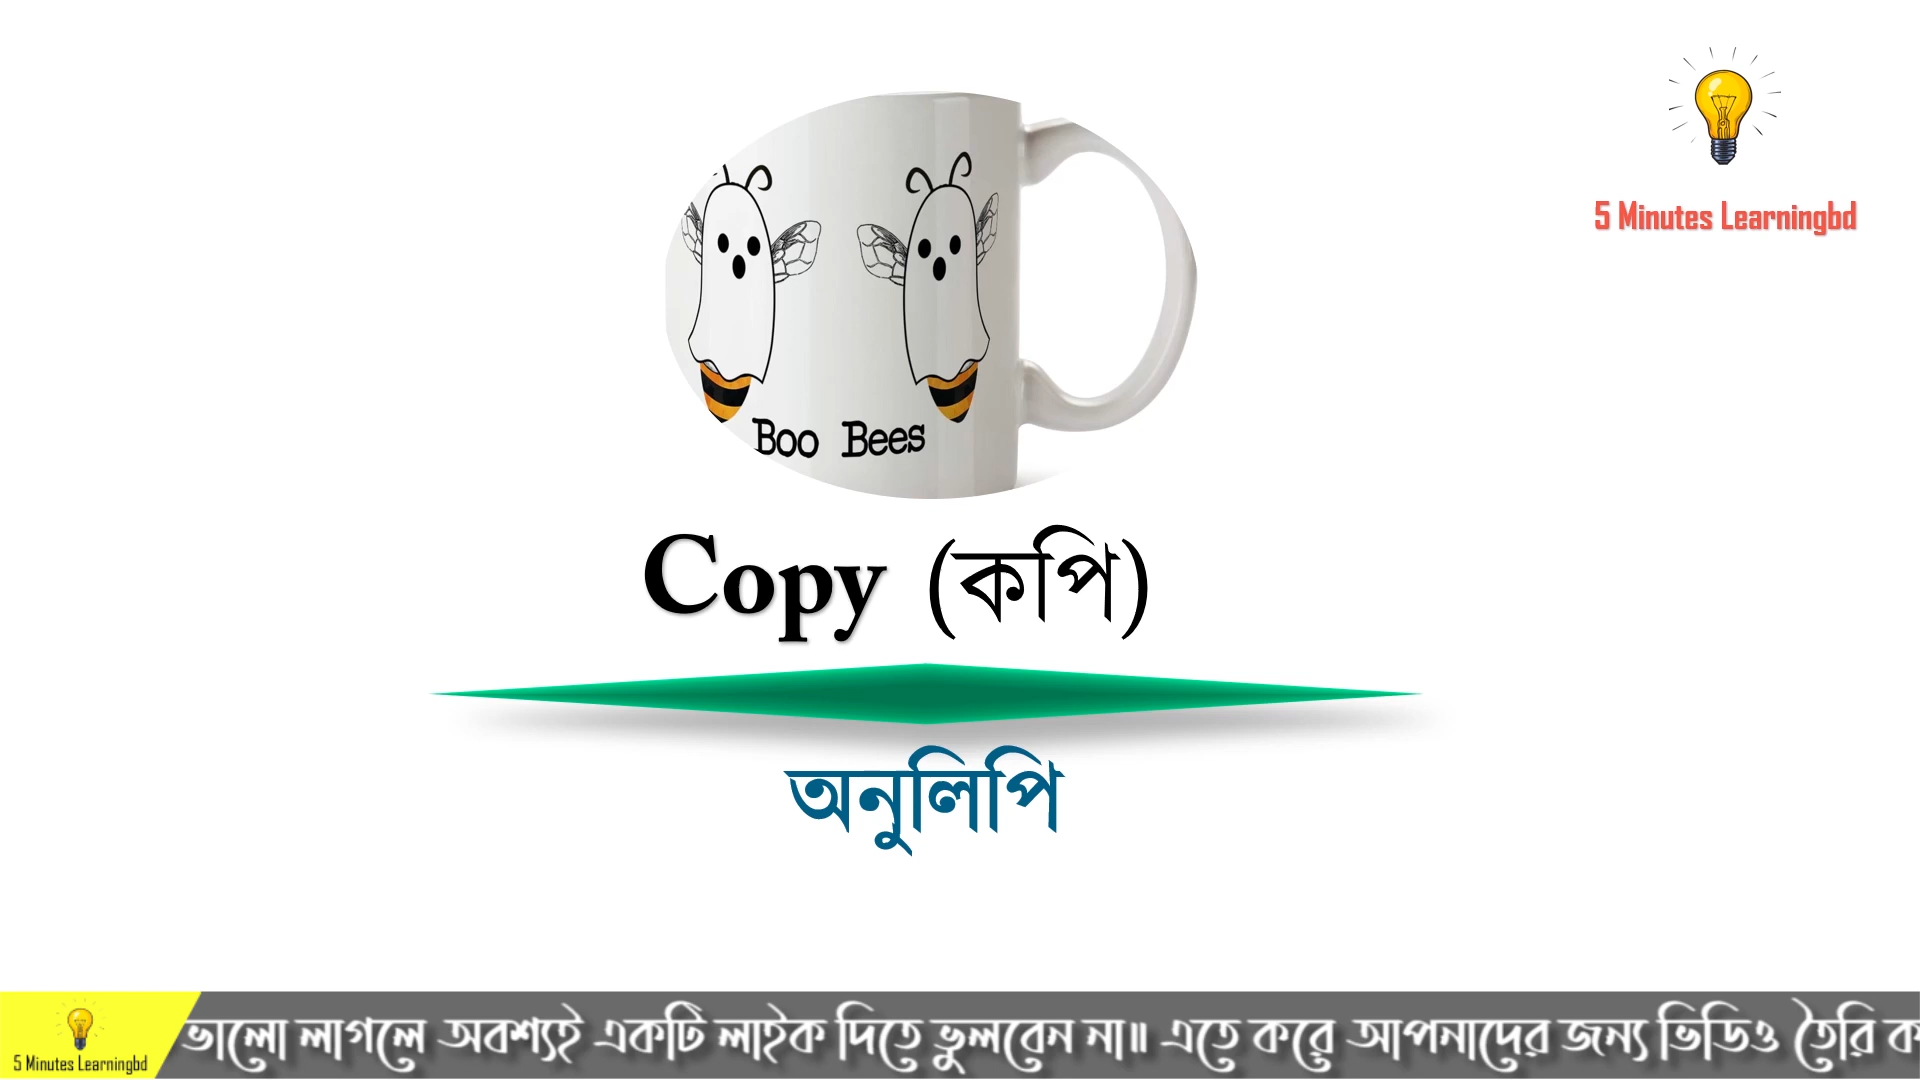 5 Minutes Learningbd
Boo Bees
Copy (কপি)
অনুলিপি
5 Minutes Learningbd
ভালো লাগলে অবশ্যই একটি লাইক দিতে ভুলবেন না॥ এতে করে আপনাদের জন্য ভিডিও তৈরি ক